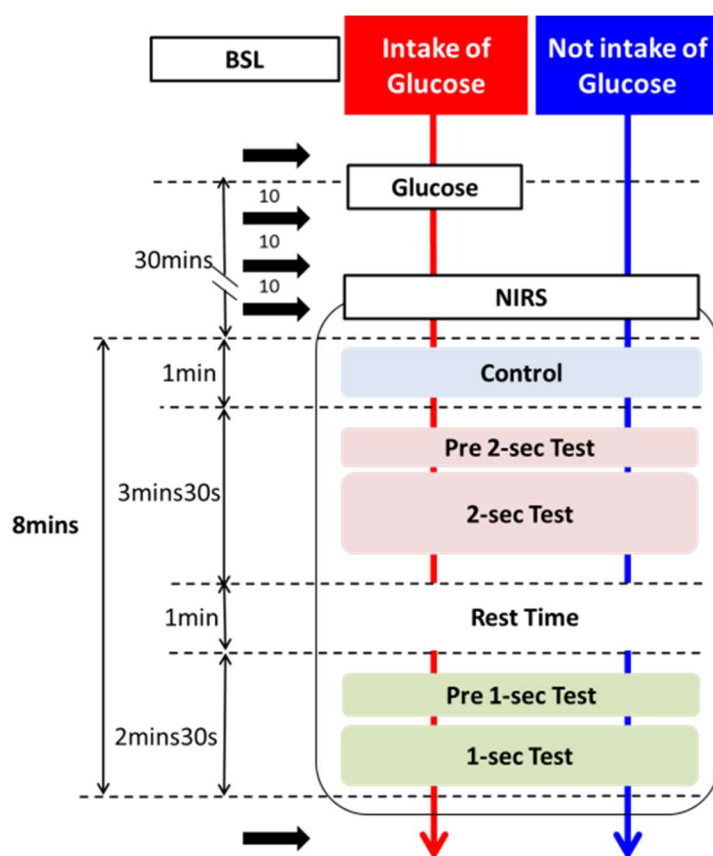 BSL
Intake of
Glucose
Not intake of
Glucose
Glucose
10
10
30mins
10
NIRS
1min
Control
Pre 2-sec Test
3mins30s
2-sec Test
8mins
1min
Rest Time
Pre 1-sec Test
2mins30s
1-sec Test